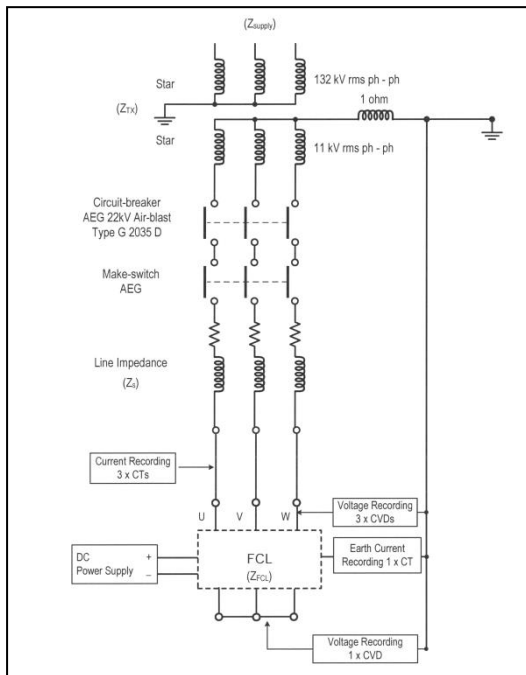 (Zsupply)
Star
132 kV rms ph - ph
1 ohm
(ZTX)
Star
11 kV rms ph - ph
Circuit-breaker
AEG 22kV Air-blast
Type G 2035 D
Make-switch
AEG
Line Impedance
(Zs)
Current Recording
3 x CTs
U V W
Voltage Recording
3 x CVDs
DC
Power Supply
+
–
FCL
(ZFCL)
Earth Current
Recording 1 x CT
Voltage Recording
1 x CVD